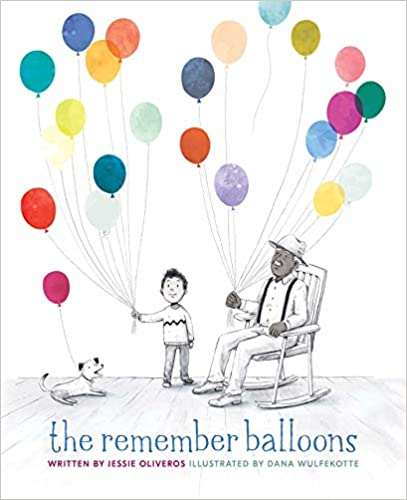 the remember balloons
WRITTEN BY JESSIE OLIVEROS ILLUSTRATED BY DANA WULFEKOTTE